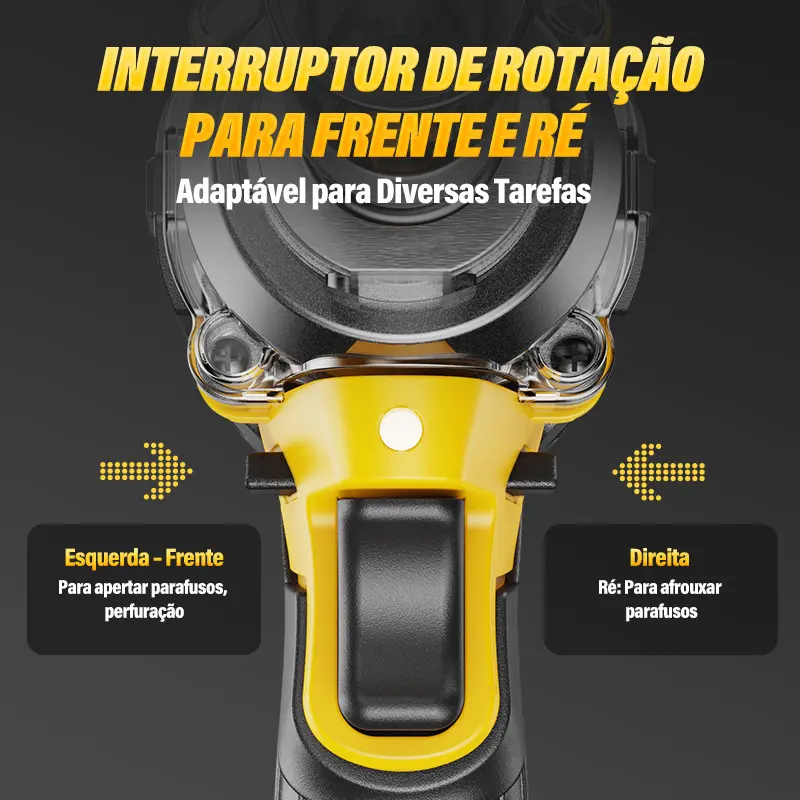 INTERRUPTOR DE ROTAÇÃO
PARA FRENTE E RÉ
Adaptável para Diversas Tarefas
Esquerda - Frente
Para apertar parafusos,
perfuração
Direita
Ré: Para afrouxar
parafusos